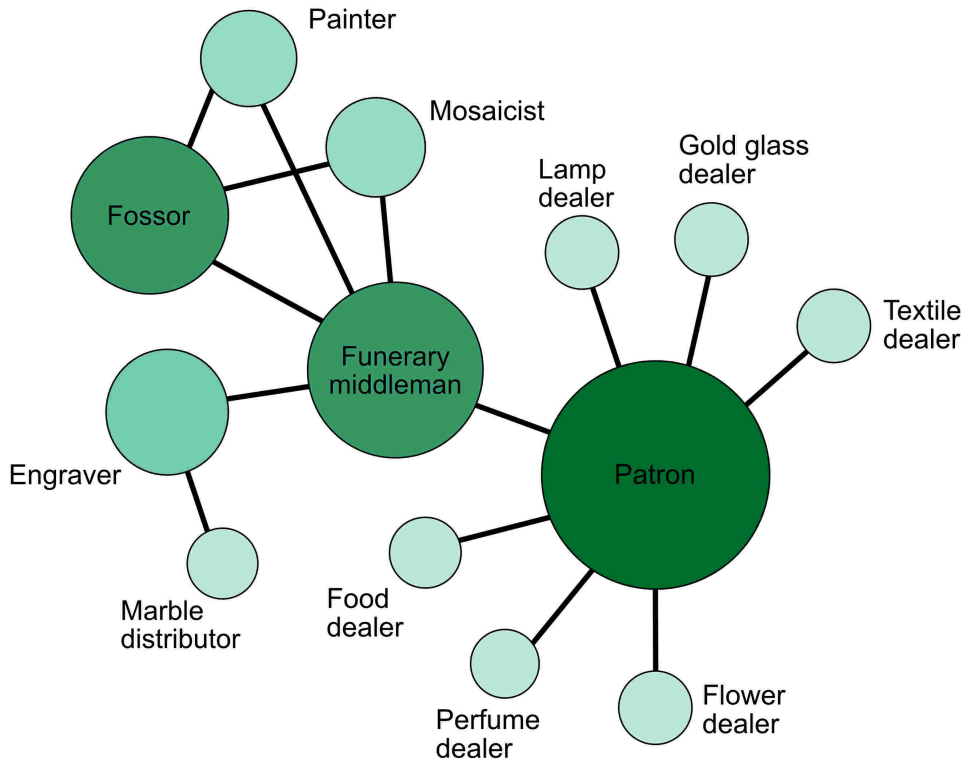 Painter
Mosaicist
Gold glass
dealer
Lamp
dealer
Fossor
Textile
dealer
Funerary
middleman
Engraver
Patron
Food
dealer
Marble
distributor
Perfume
dealer
Flower
dealer